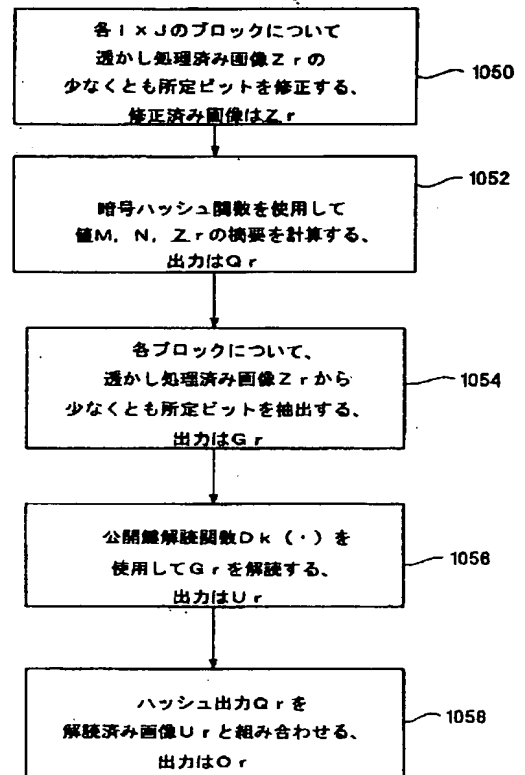 各I×Jのブロックについて
透かし処理済み画像Zrの
少なくとも所定ビットを修正する、
修正済み画像はZr
1050
暗号ハッシュ関数を使用して
値M, N, Zrの摘要を計算する、
出力はQr
1052
各ブロックについて、
透かし処理済み画像Zrから
少なくとも所定ビットを抽出する、
出力はGr
1054
公開鍵解読関数Dk(・)を
使用してGrを解読する、
出力はUr
1056
ハッシュ出力Qrを
解読済み画像Urと組み合わせる、
出力はOr
1058